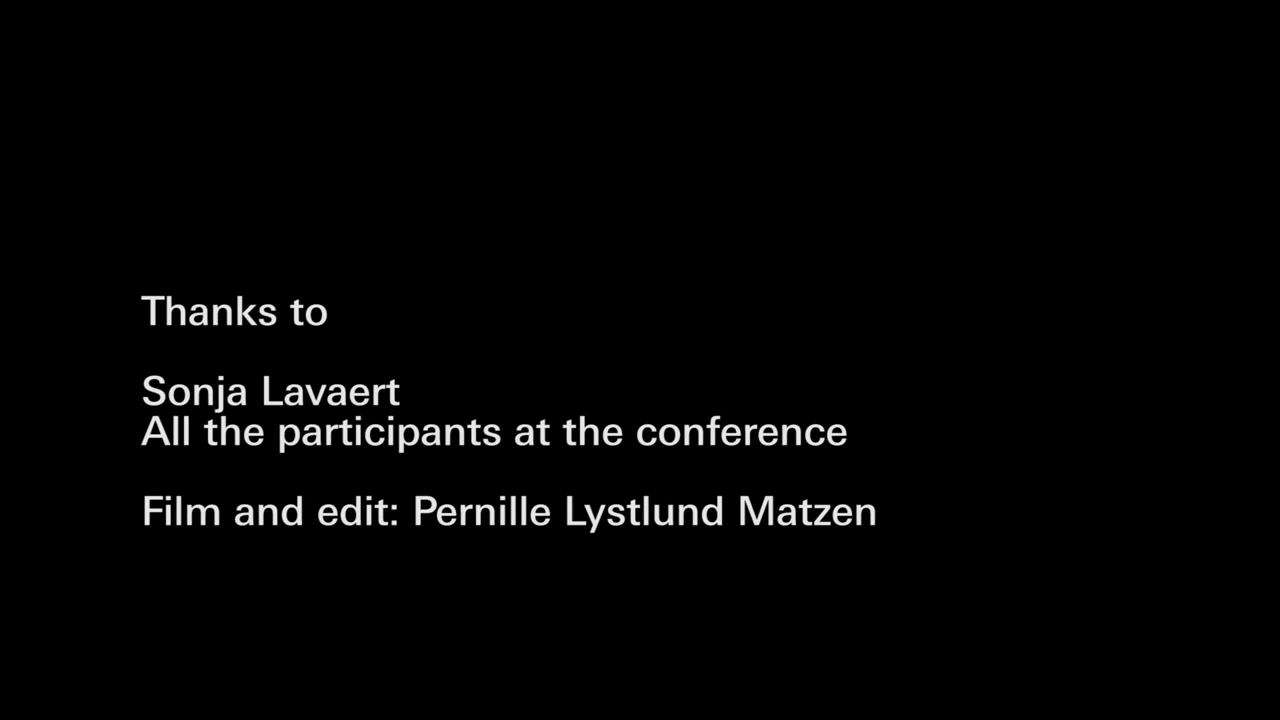 Thanks to
Sonja Lavaert
All the participants at the conference
Film and edit: Pernille Lystlund Matzen